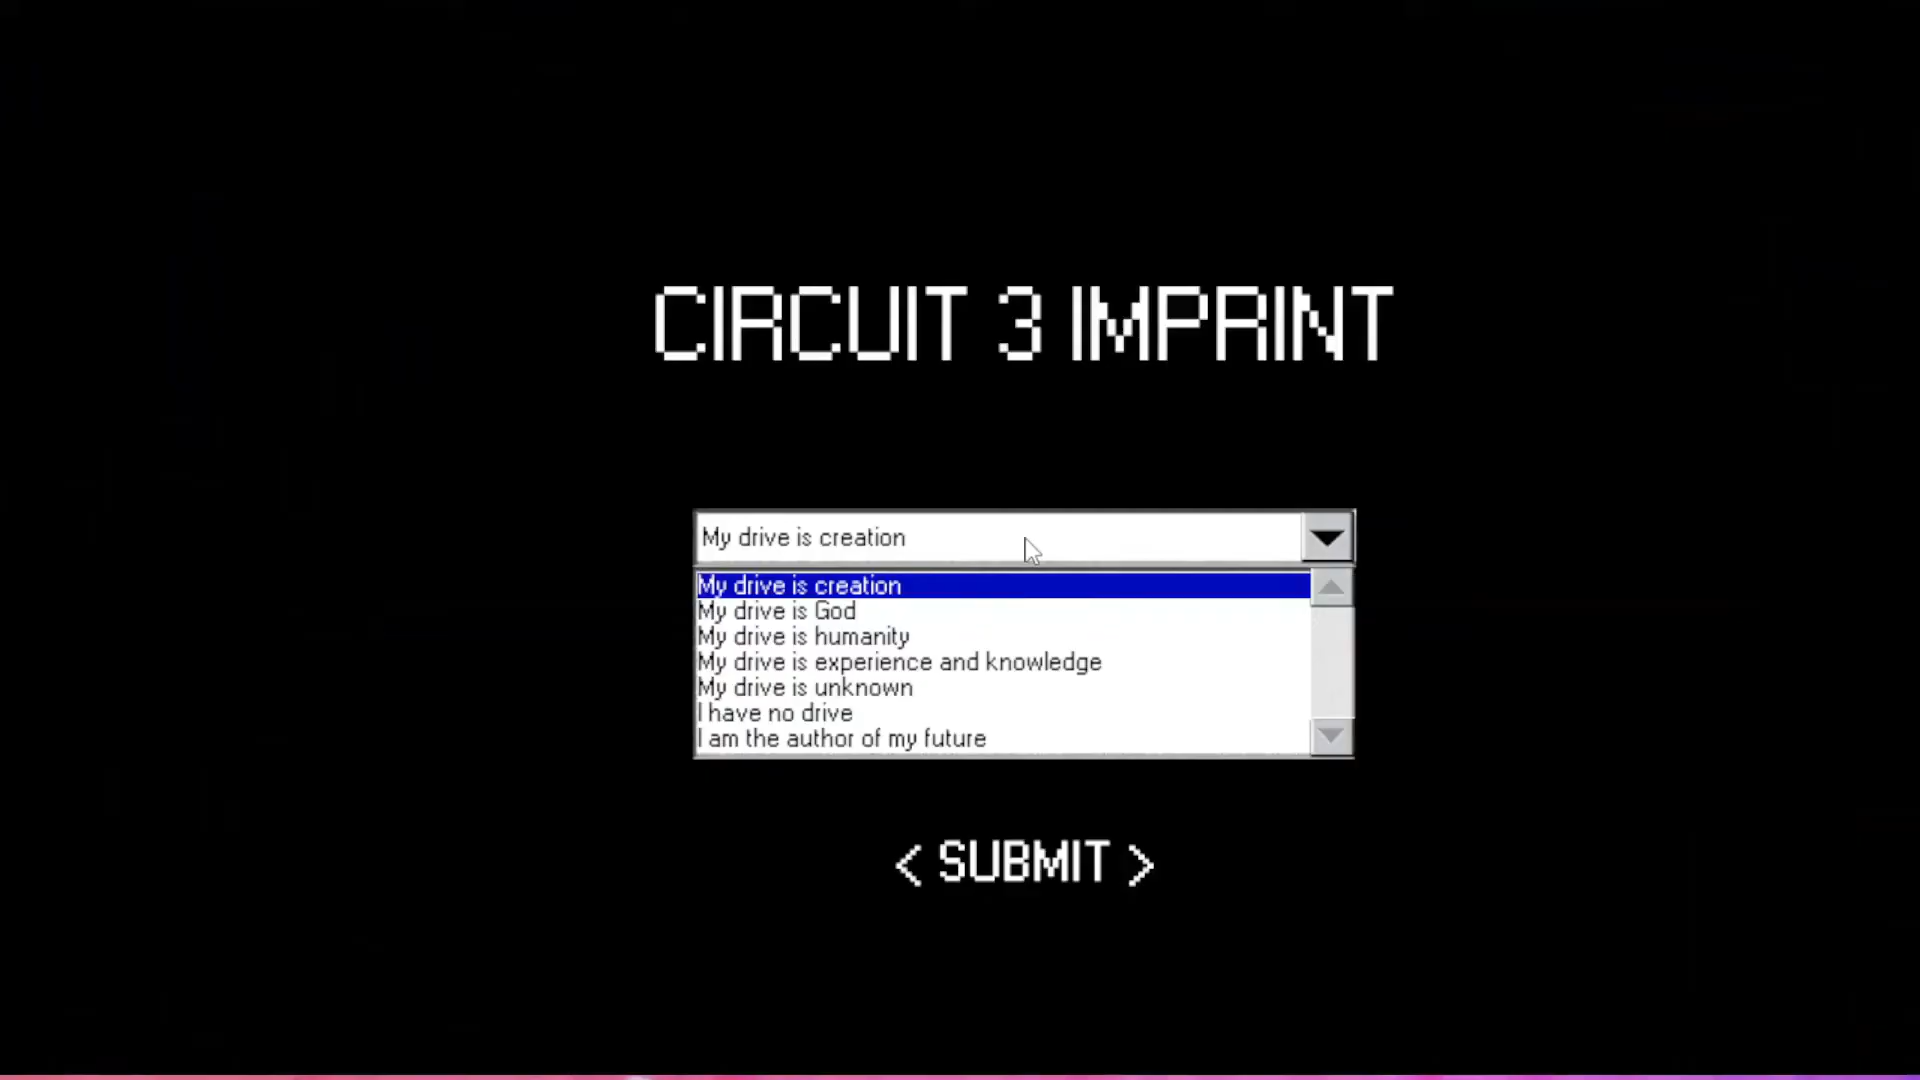 CIRCUIT 3 IMPRINT
My drive is creation
My drive is creation
My drive is God
My drive is humanity
My drive is experience and knowledge
My drive is unknown
I have no drive
I am the author of my future
< SUBMIT >